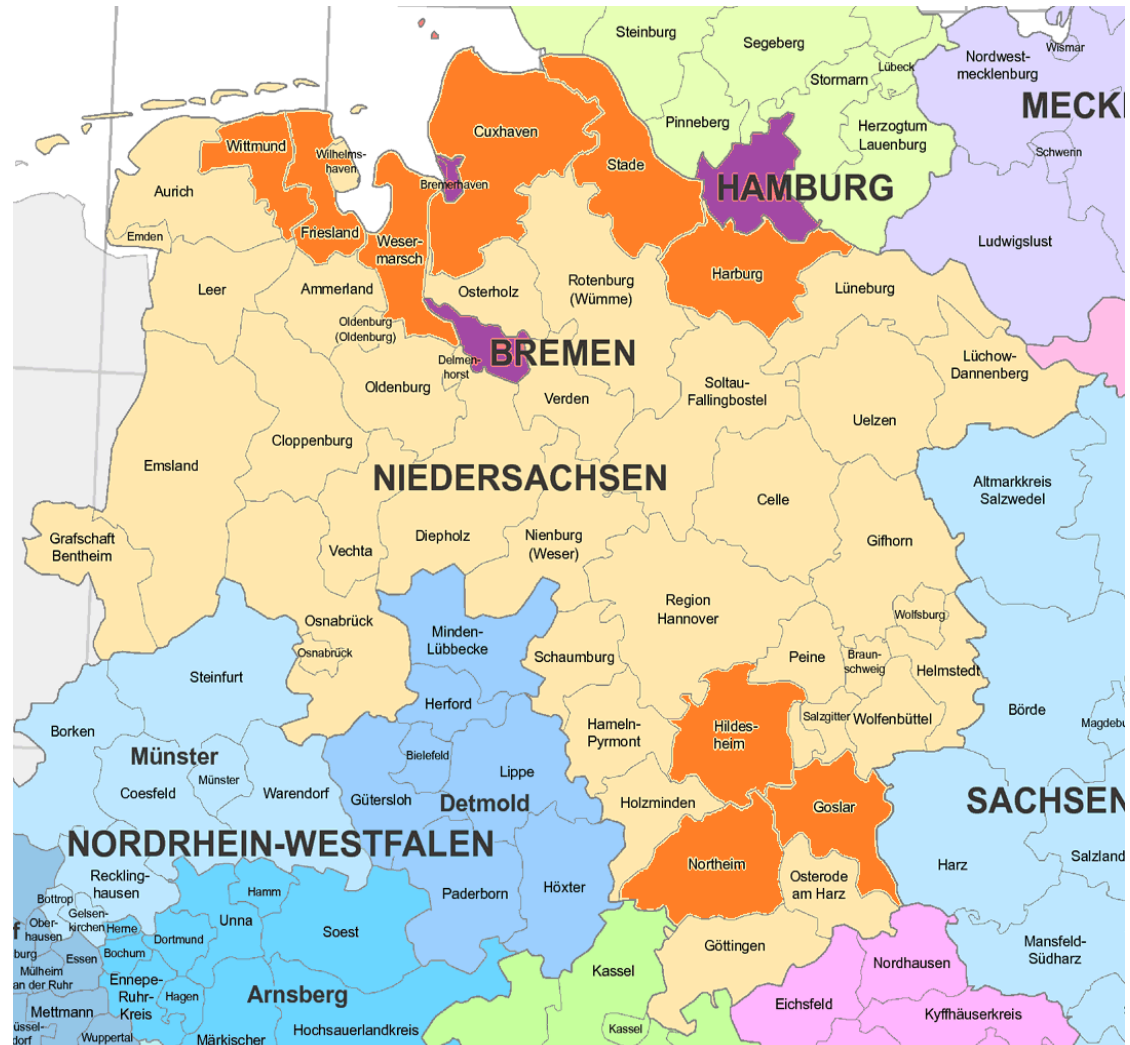 Steinburg
Segeberg
Nordwest-
mecklenburg
Wismar
Stormarn
Lübeck
MECKL
Cuxhaven
Pinneberg
Herzogtum
Lauenburg
Wittmund
Wilhelms-
haven
Stade
Schwerin
Bremerhaven
HAMBURG
Aurich
Emden
Friesland
Weser-
marsch
Ludwigslust
Harburg
Leer
Ammerland
Osterholz
Rotenburg
(Wümme)
Lüneburg
Oldenburg
(Oldenburg)
BREMEN
Delmen-
horst
Lüchow-
Dannenberg
Oldenburg
Verden
Soltau-
Fallingbostel
Uelzen
Cloppenburg
Emsland
NIEDERSACHSEN
Altmarkkreis
Salzwedel
Celle
Grafschaft
Bentheim
Vechta
Diepholz
Nienburg
(Weser)
Gifhorn
Region
Hannover
Wolfsburg
Osnabrück
Osnabrück
Minden-
Lübbecke
Schaumburg
Peine
Braun-
schweig
Helmstedt
Steinfurt
Herford
Hameln-
Pyrmont
Hildes-
heim
Salzgitter
Wolfenbüttel
Börde
Magdebu
Borken
Münster
Münster
Bielefeld
Lippe
Coesfeld
Warendorf
Gütersloh
Detmold
Holzminden
Goslar
SACHSEN
NORDRHEIN-WESTFALEN
Northeim
Harz
Salzland
Reckling-
hausen
Paderborn
Höxter
Osterode
am Harz
Bottrop
Gelsen-
kirchen
Hamm
Ober-
hausen
Herne
Unna
Soest
f
burg
Essen
Bochum
Dortmund
Göttingen
Mansfeld-
Südharz
Mülheim
an der Ruhr
Ennepe-
Ruhr-
Kreis
Hagen
Arnsberg
Kassel
Nordhausen
Eichsfeld
Kyffhäuserkreis
Mettmann
üssel-
dorf
Wuppertal
Märkischer
Hochsauerlandkreis
Kassel